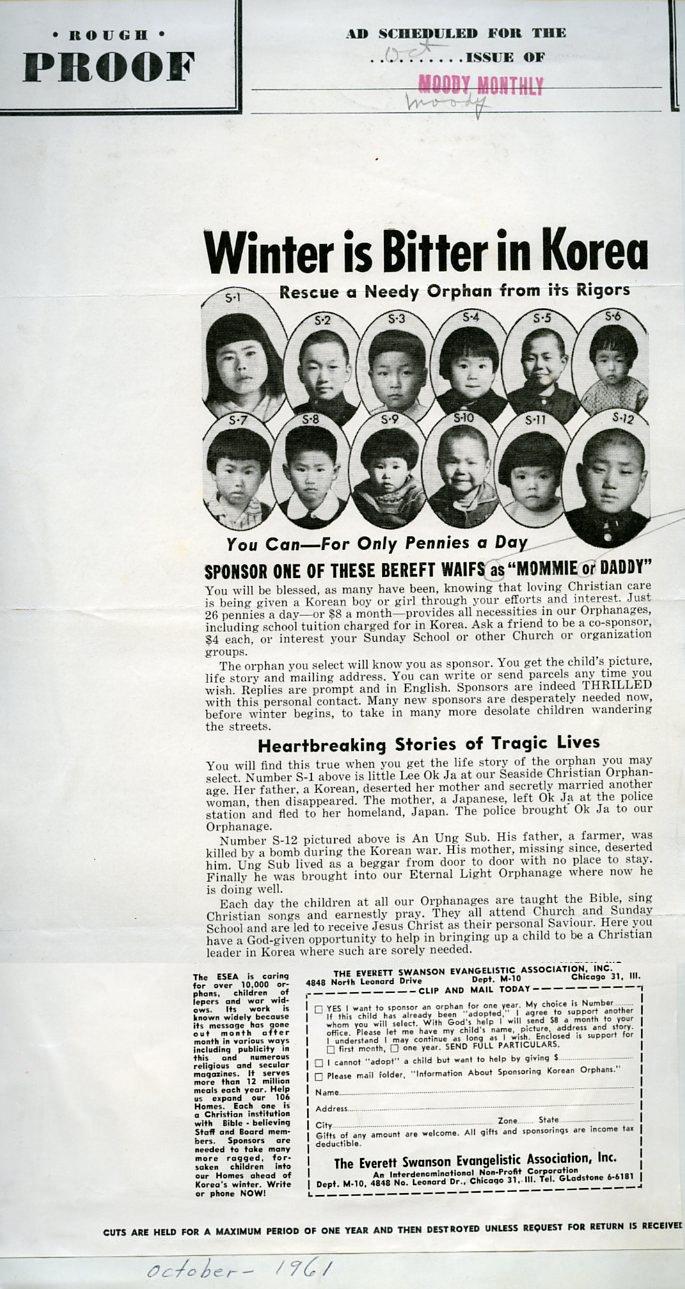 • ROUGH •
PROOF
AD SCHEDULED FOR THE
Oct ISSUE OF
MOODY MONTHLY
moody
Winter is Bitter in Korea
Rescue a Needy Orphan from its Rigors
S-1
S-2
S-3
S-4
S-5
S-6
S-7
S-8
S-9
S-10
S-11
S-12
You Can—For Only Pennies a Day
SPONSOR ONE OF THESE BEREFT WAIFS as "MOMMIE or DADDY"
You will be blessed, as many have been, knowing that loving Christian care
is being given a Korean boy or girl through your efforts and interest. Just
26 pennies a day—or $8 a month—provides all necessities in our Orphanages,
including school tuition charged for in Korea. Ask a friend to be a co-sponsor,
$4 each, or interest your Sunday School or other Church or organization
groups.
The orphan you select will know you as sponsor. You get the child's picture,
life story and mailing address. You can write or send parcels any time you
wish. Replies are prompt and in English. Sponsors are indeed THRILLED
with this personal contact. Many new sponsors are desperately needed now,
before winter begins, to take in many more desolate children wandering
the streets.
Heartbreaking Stories of Tragic Lives
You will find this true when you get the life story of the orphan you may
select. Number S-1 above is little Lee Ok Ja at our Seaside Christian Orphan-
age. Her father, a Korean, deserted her mother and secretly married another
woman, then disappeared. The mother, a Japanese, left Ok Ja at the police
station and fled to her homeland, Japan. The police brought Ok Ja to our
Orphanage.
Number S-12 pictured above is An Ung Sub. His father, a farmer, was
killed by a bomb during the Korean war. His mother, missing since, deserted
him. Ung Sub lived as a beggar from door to door with no place to stay.
Finally he was brought into our Eternal Light Orphanage where now he
is doing well.
Each day the children at all our Orphanages are taught the Bible, sing
Christian songs and earnestly pray. They all attend Church and Sunday
School and are led to receive Jesus Christ as their personal Saviour. Here you
have a God-given opportunity to help in bringing up a child to be a Christian
leader in Korea where such are sorely needed.
The ESEA is caring
for over 10,000 or-
phans, children of
lepers and war wid-
ows. Its work is
known widely because
its message has gone
out month after
month in various ways
including publicity in
this and numerous
religious and secular
magazines. It serves
more than 12 million
meals each year. Help
us expand our 106
Homes. Each one is
a Christian institution
with Bible - believing
Staff and Board mem-
bers. Sponsors are
needed to take many
more ragged, for-
saken children into
our Homes ahead of
Korea's winter. Write
or phone NOW!
THE EVERETT SWANSON EVANGELISTIC ASSOCIATION, INC.
4848 North Leonard Drive Dept. M-10 Chicago 31, Ill.
CLIP AND MAIL TODAY
YES I want to sponsor an orphan for one year. My choice is Number
If this child has already been "adopted," I agree to support another
whom you will select. With God's help I will send $8 a month to your
office. Please let me have my child's name, picture, address and story.
I understand I may continue as long as I wish. Enclosed is support for
first month, one year. SEND FULL PARTICULARS.
I cannot "adopt" a child but want to help by giving $
Please mail folder, "Information About Sponsoring Korean Orphans."
Name
Address
City Zone State
Gifts of any amount are welcome. All gifts and sponsorings are income tax
deductible.
The Everett Swanson Evangelistic Association, Inc.
An Interdenominational Non-Profit Corporation
Dept. M-10, 4848 No. Leonard Dr., Chicago 31, Ill. Tel. GLadstone 6-6181
CUTS ARE HELD FOR A MAXIMUM PERIOD OF ONE YEAR AND THEN DESTROYED UNLESS REQUEST FOR RETURN IS RECEIVED
October - 1961